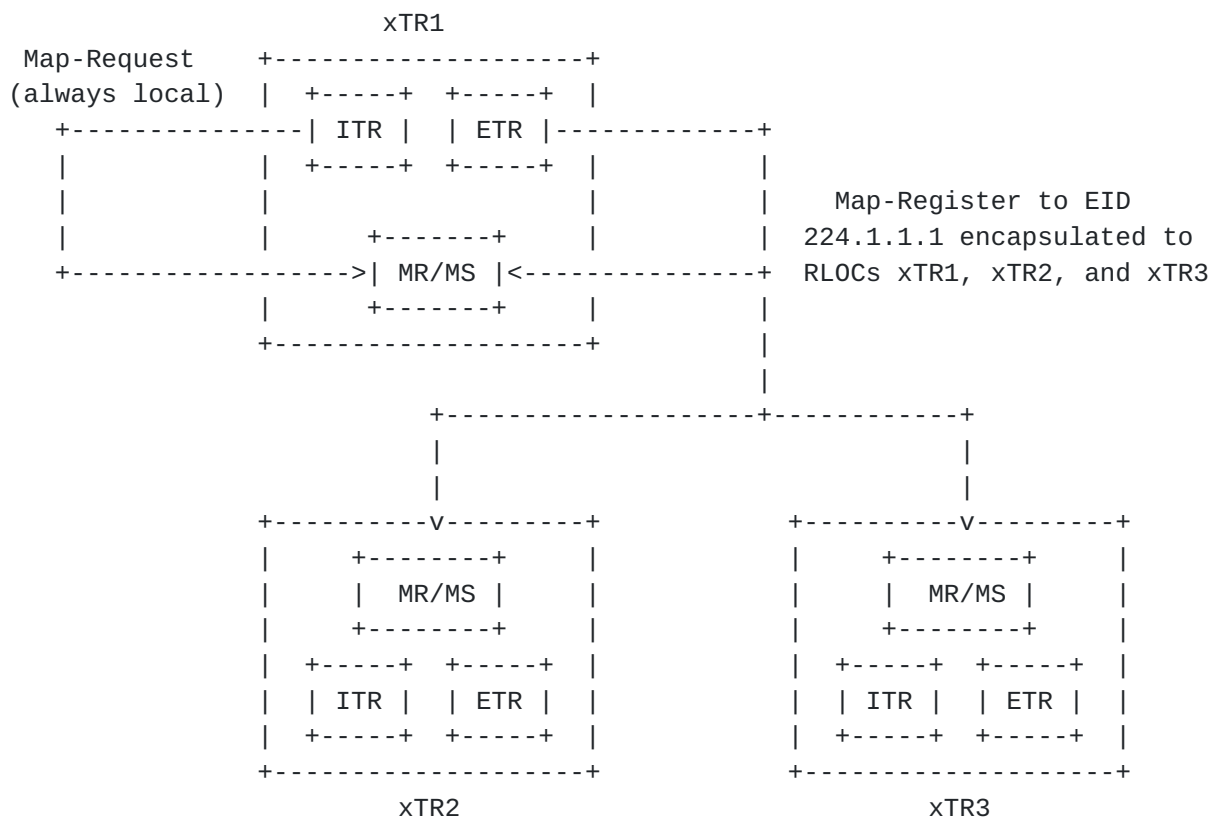 xTR1
Map-Request
(always local)
ITR ETR
Map-Register to EID
224.1.1.1 encapsulated to
MR/MS RLOCs xTR1, xTR2, and xTR3
MR/MS MR/MS
ITR ETR ITR ETR
xTR2 xTR3